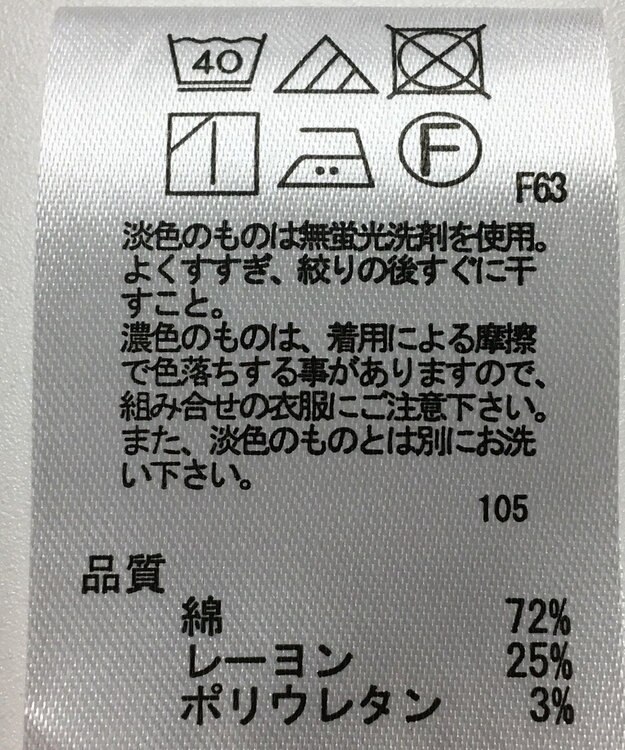 40
F
F63
淡色のものは無蛍光洗剤を使用。
よくすすぎ、絞りの後すぐに干
すこと。
濃色のものは、着用による摩擦
で色落ちする事がありますので、
組み合せの衣服にご注意下さい。
また、淡色のものとは別にお洗
い下さい。
105
品質
綿 72%
レーヨン 25%
ポリウレタン 3%